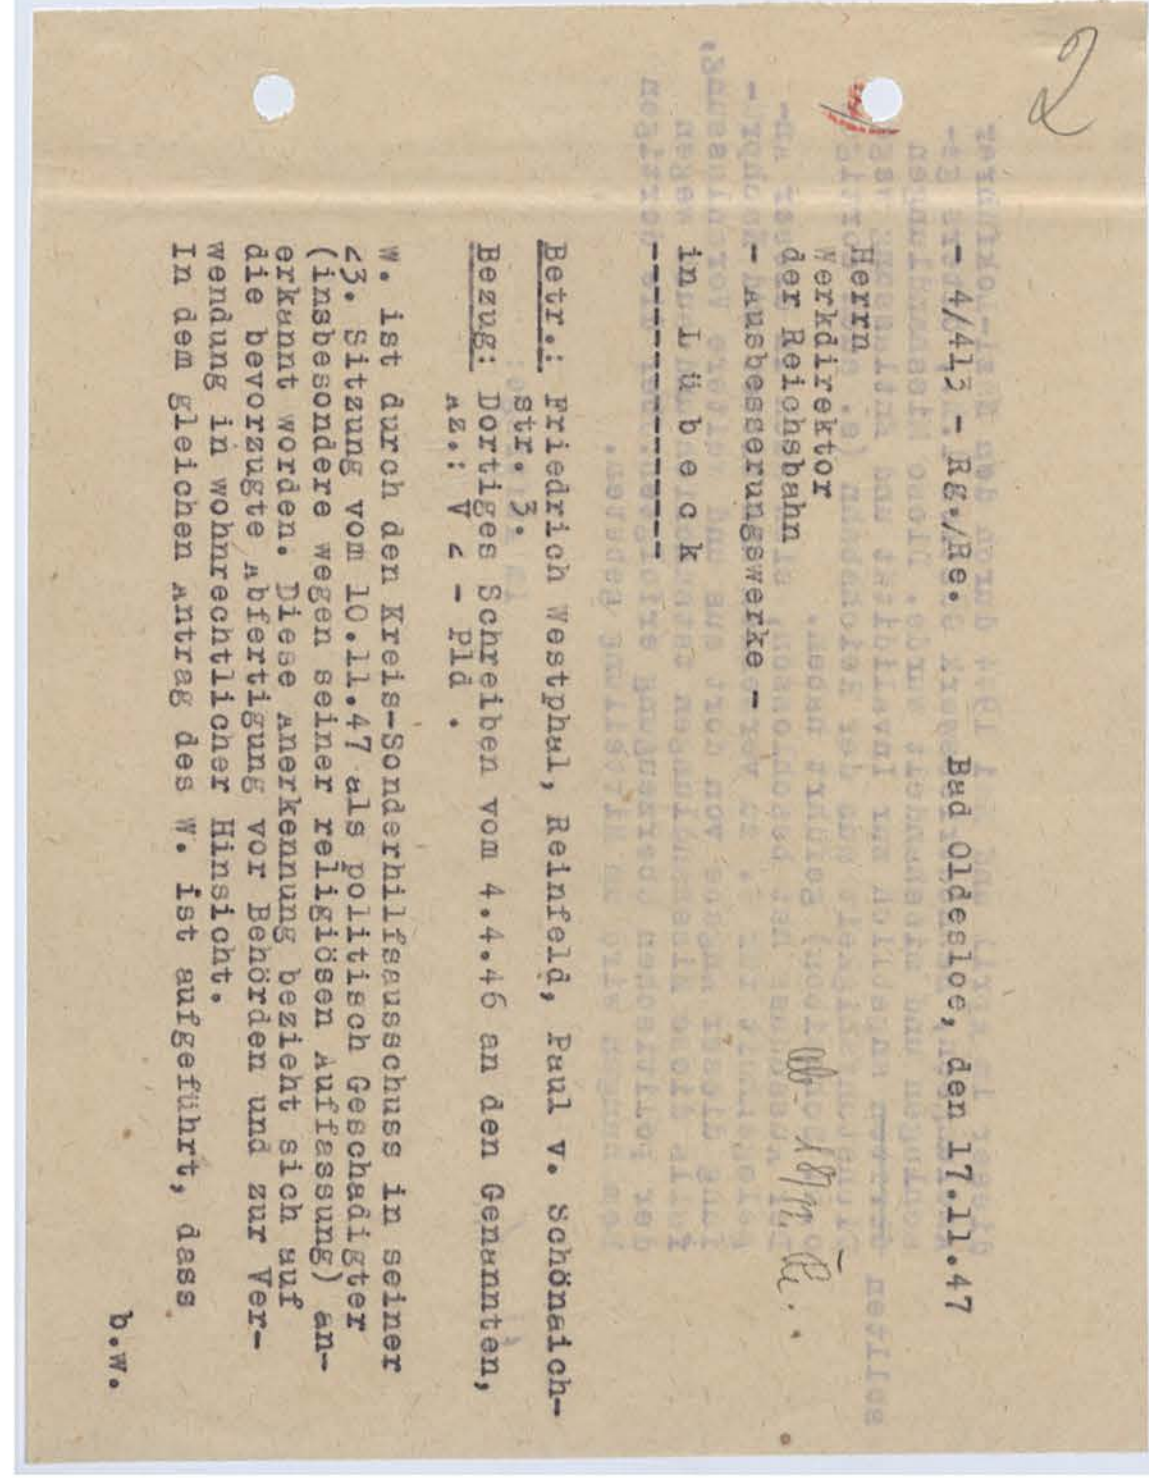 2
- 4/413 - Rg./Re. Bad Oldesloe, den 17.11.47
Herrn
Werkdirektor
der Reichsbahn
- Ausbesserungswerke -
in L ü b e c k
--------------------
Betr.: Friedrich Westphal, Reinfeld, Paul v. Schönaich-
str. 3.
Bezug: Dortiges Schreiben vom 4.4.46 an den Genannten,
Az.: V 2 - Pld .
W. ist durch den Kreis-Sonderhilfsausschuss in seiner
23. Sitzung vom 10.11.47 als politisch Geschädigter
(insbesondere wegen seiner religiösen Auffassung) an-
erkannt worden. Diese Anerkennung bezieht sich auf
die bevorzugte Abfertigung vor Behörden und zur Ver-
wendung in wohnrechtlicher Hinsicht.
In dem gleichen Antrag des W. ist aufgeführt, dass
b.w.